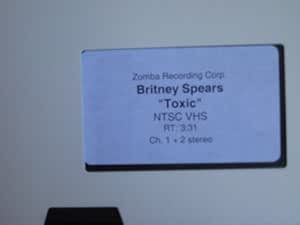 Zomba Recording Corp.
Britney Spears
"Toxic"
NTSC VHS
RT: 3:31
Ch. 1 + 2 stereo